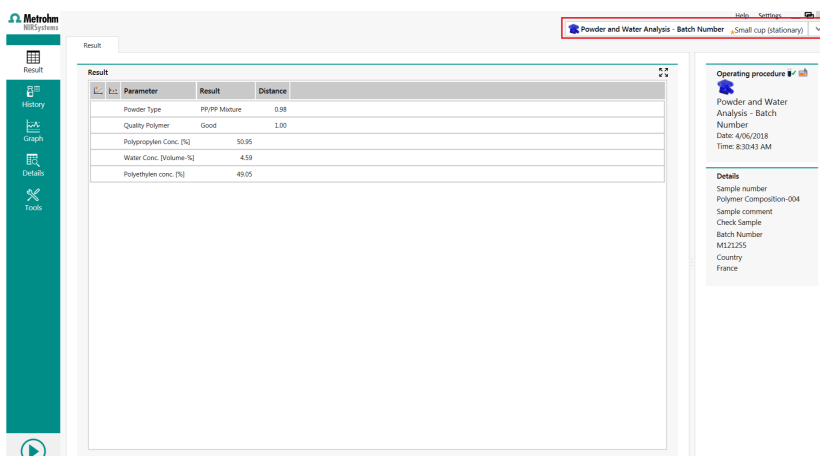 Metrohm
NIRSystems
Help Settings
Powder and Water Analysis - Batch Number Small cup (stationary)
Result
Result
History
Graph
Details
Tools
Result
Parameter Result Distance
Powder Type PP/PP Mixture 0.98
Quality Polymer Good 1.00
Polypropylen Conc. [%] 50.95
Water Conc. [Volume-%] 4.59
Polyethylen conc. [%] 49.05
Operating procedure
Powder and Water
Analysis - Batch
Number
Date: 4/06/2018
Time: 8:30:43 AM
Details
Sample number
Polymer Composition-004
Sample comment
Check Sample
Batch Number
M121255
Country
France